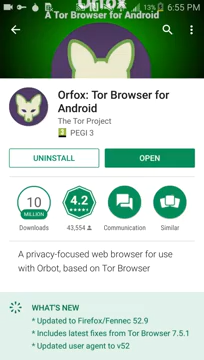 13% 6:55 PM
Orfox
A Tor Browser for Android
Orfox: Tor Browser for
Android
The Tor Project
PEGI 3
UNINSTALL
OPEN
10
MILLION
4.2
Downloads
43,554
Communication
Similar
A privacy-focused web browser for use
with Orbot, based on Tor Browser
WHAT'S NEW
* Updated to Firefox/Fennec 52.9
* Includes latest fixes from Tor Browser 7.5.1
* Updated user agent to v52